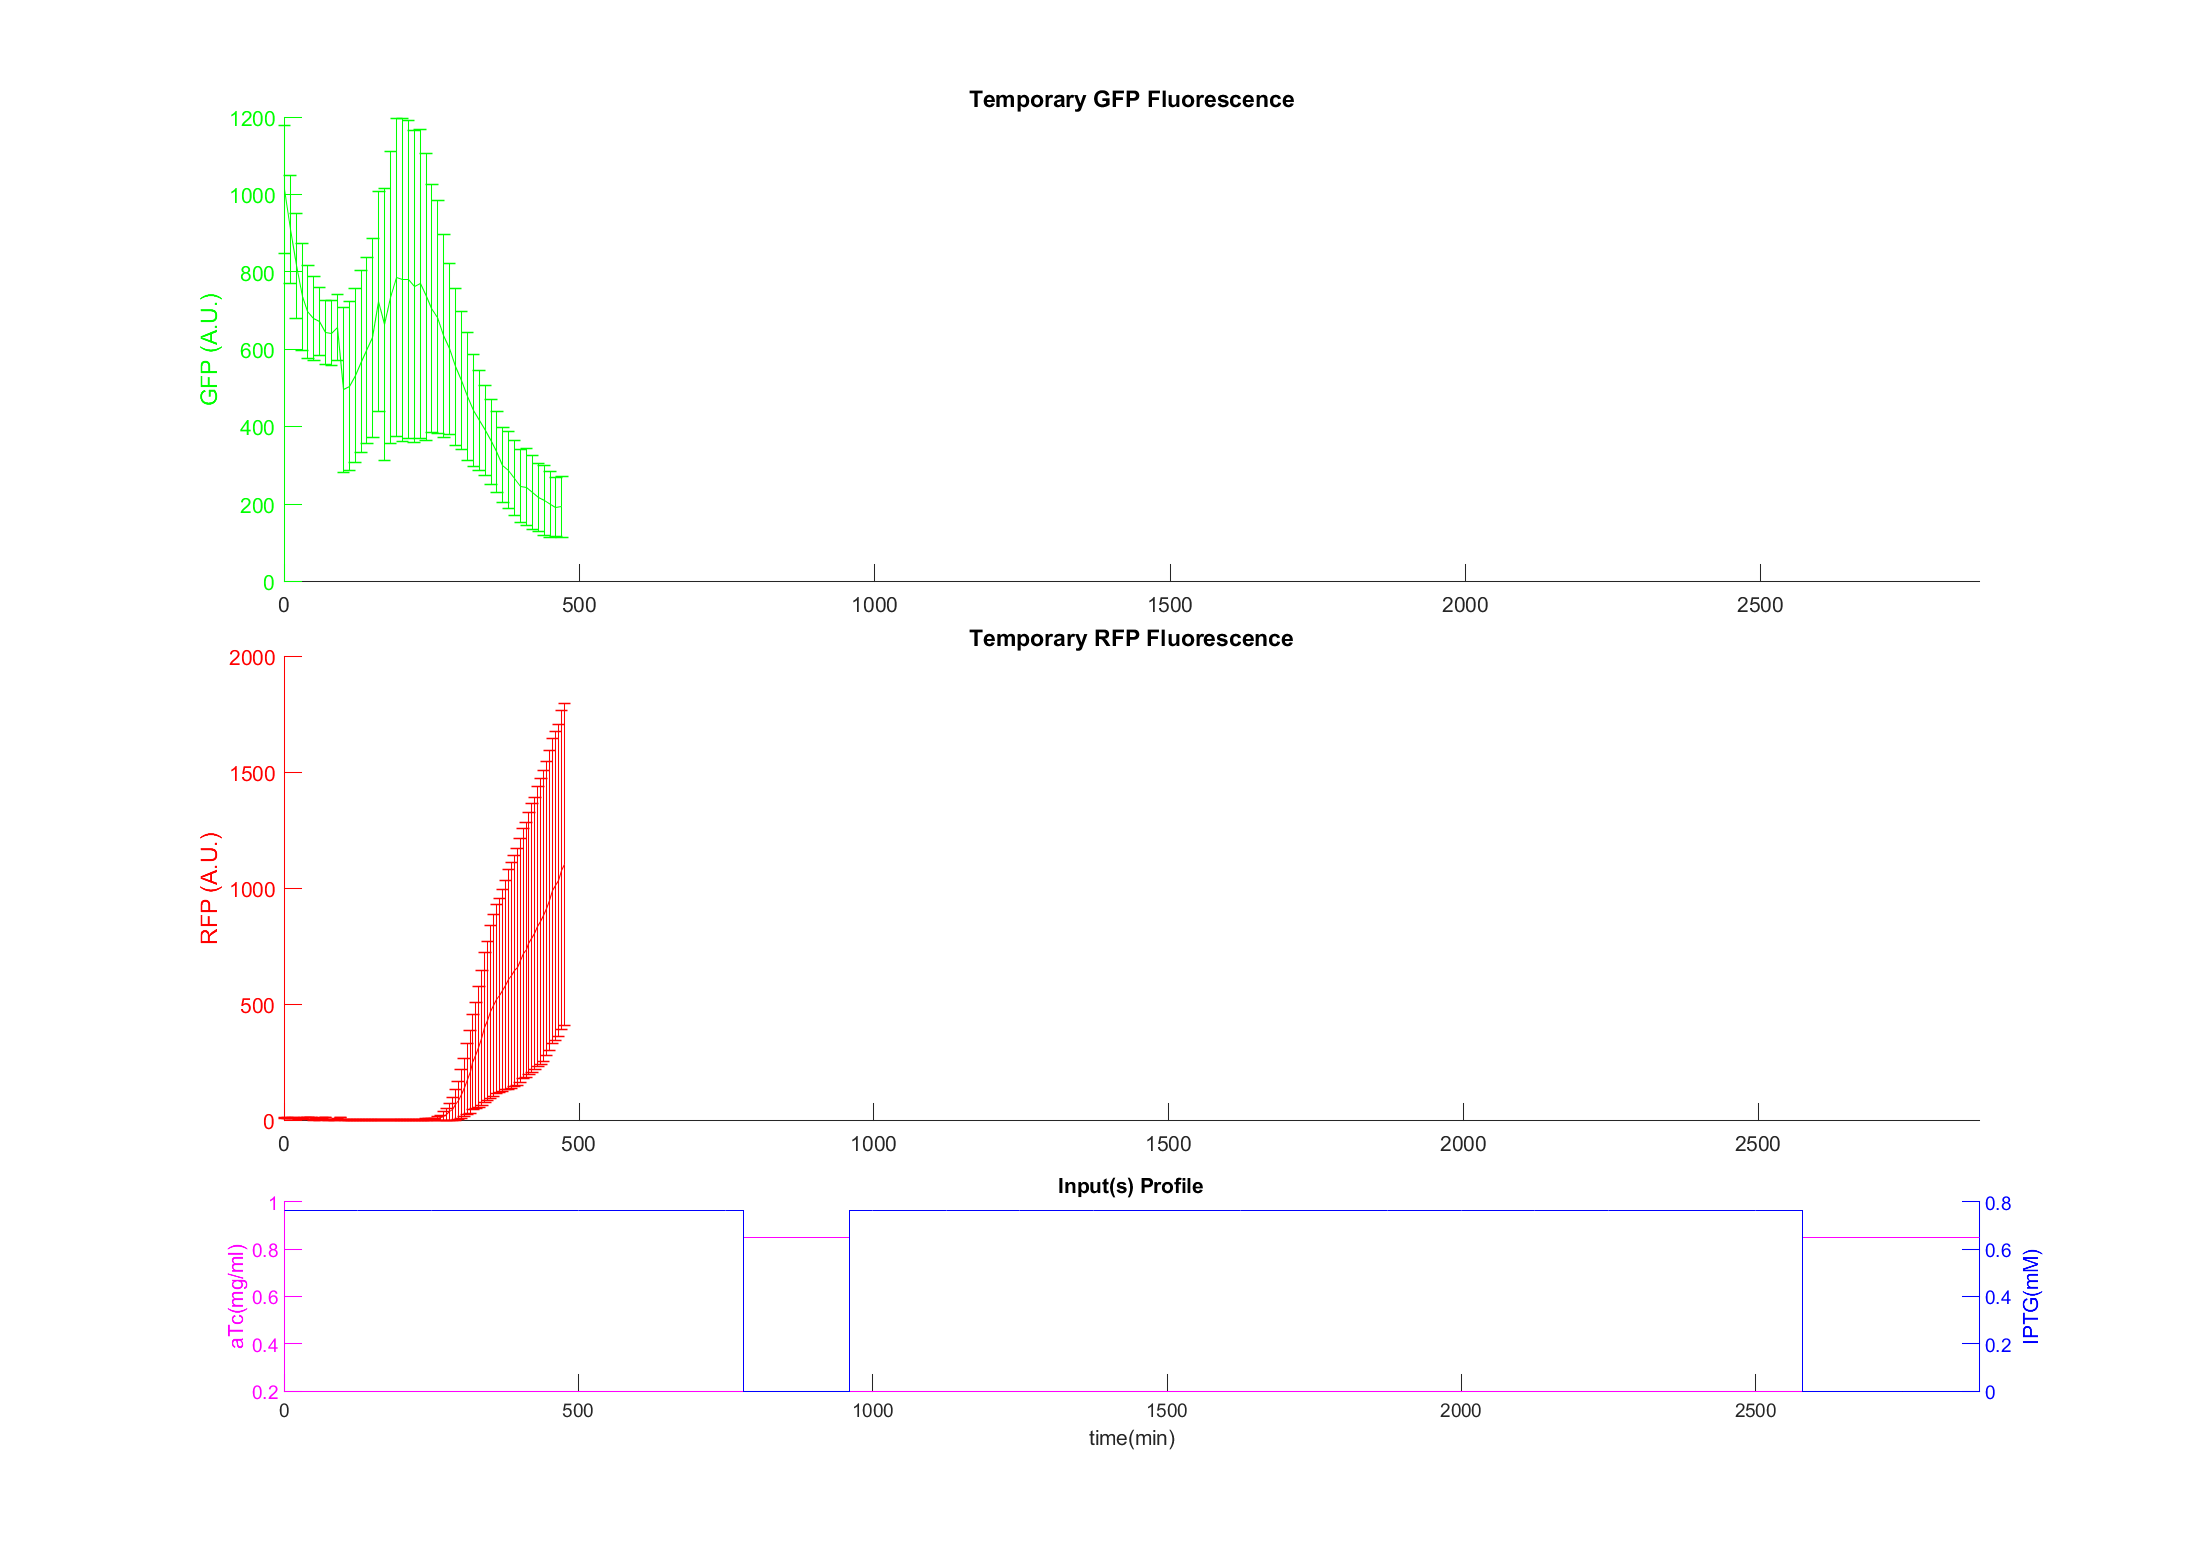 Temporary GFP Fluorescence
1200
1000
800
600
400
200
0
GFP (A.U.)
0 500 1000 1500 2000 2500
Temporary RFP Fluorescence
2000
1500
1000
500
0
RFP (A.U.)
0 500 1000 1500 2000 2500
Input(s) Profile
1
0.8
0.6
0.4
0.2
aTc(mg/ml)
0.8
0.6
0.4
0.2
0
IPTG(mM)
0 500 1000 1500 2000 2500
time(min)